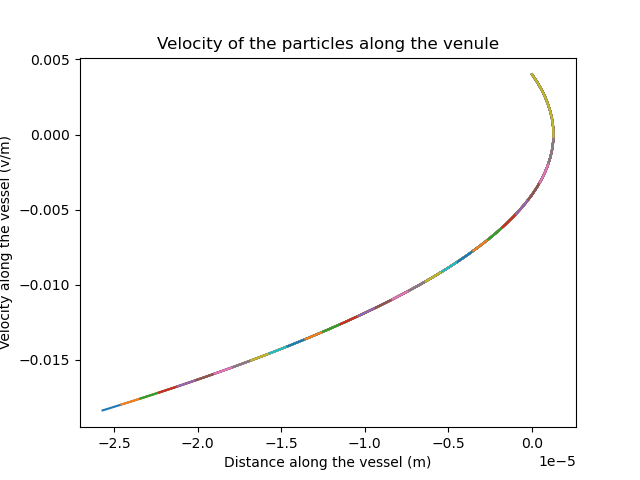 Velocity of the particles along the venule
Velocity along the vessel (v/m)
0.005
0.000
−0.005
−0.010
−0.015
−2.5 −2.0 −1.5 −1.0 −0.5 0.0
1e−5
Distance along the vessel (m)